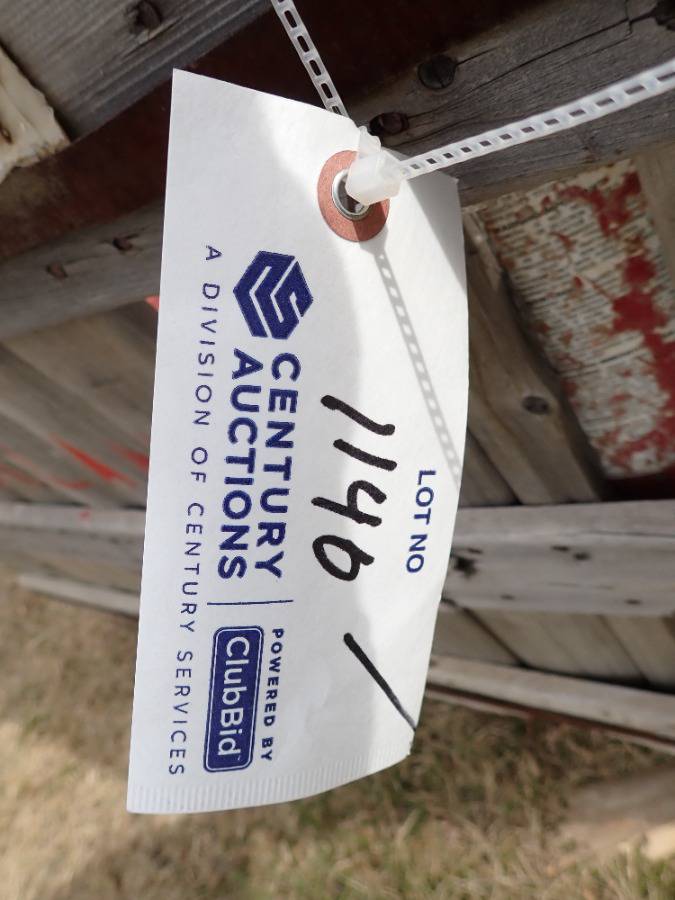 LOT NO
1146 /
CENTURY AUCTIONS
POWERED BY
ClubBid
A DIVISION OF CENTURY SERVICES